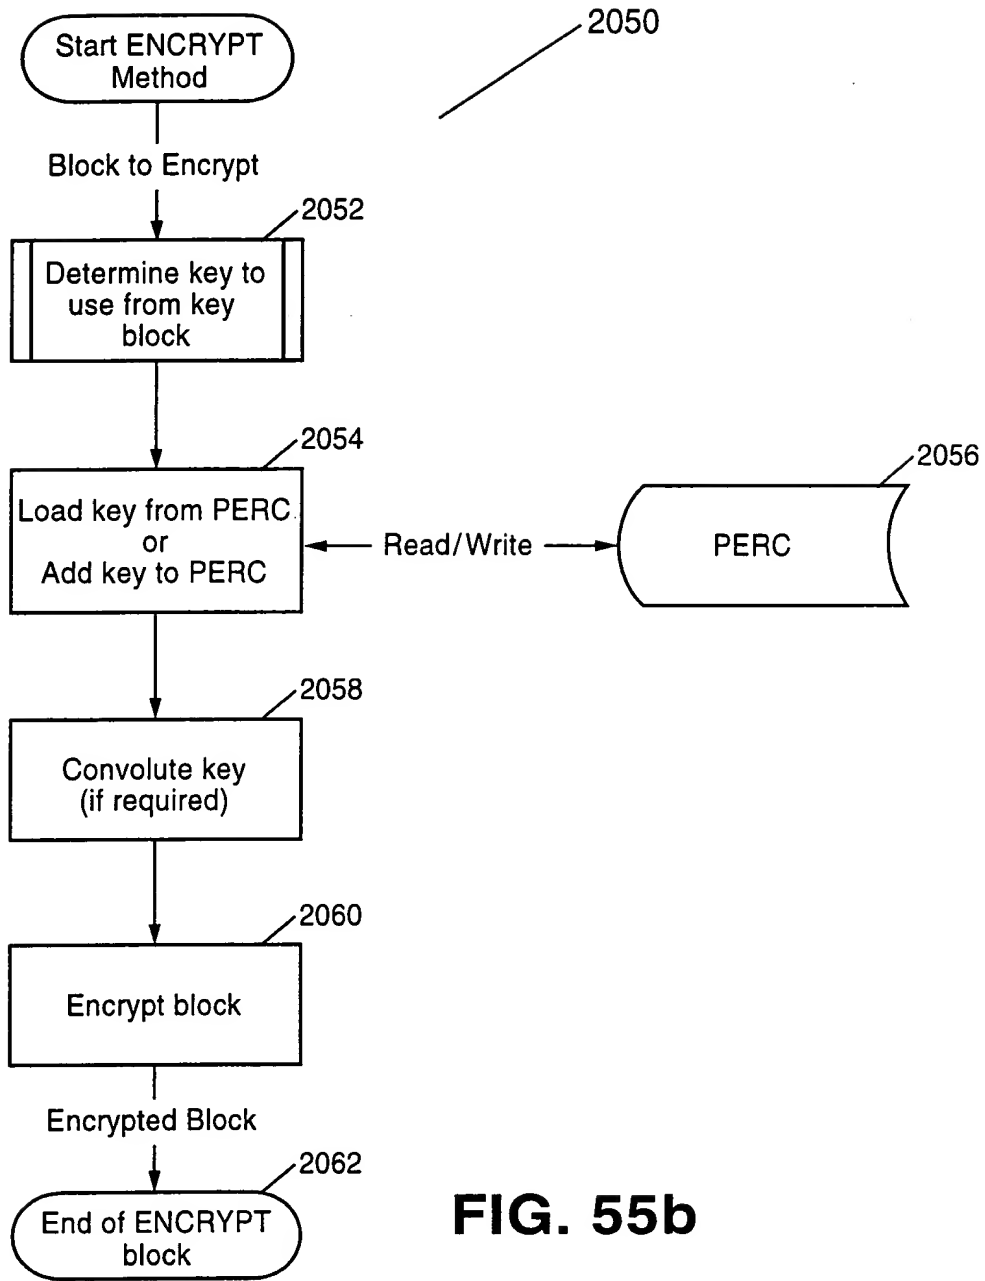 2050
Start ENCRYPT
Method
Block to Encrypt
2052
Determine key to
use from key
block
2054
Load key from PERC
or
Add key to PERC
Read/Write
2056
PERC
2058
Convolute key
(if required)
2060
Encrypt block
Encrypted Block
2062
End of ENCRYPT
block
FIG. 55b